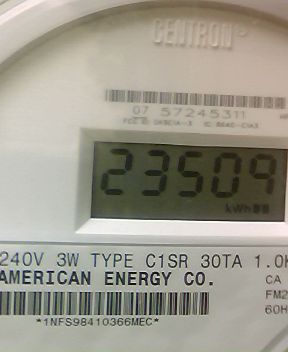 CENTRON
07 57245311
23509
kWh
240V 3W TYPE C1SR 30TA 1.0K
AMERICAN ENERGY CO.
CA
FM2
60H
*1NFS98410366MEC*